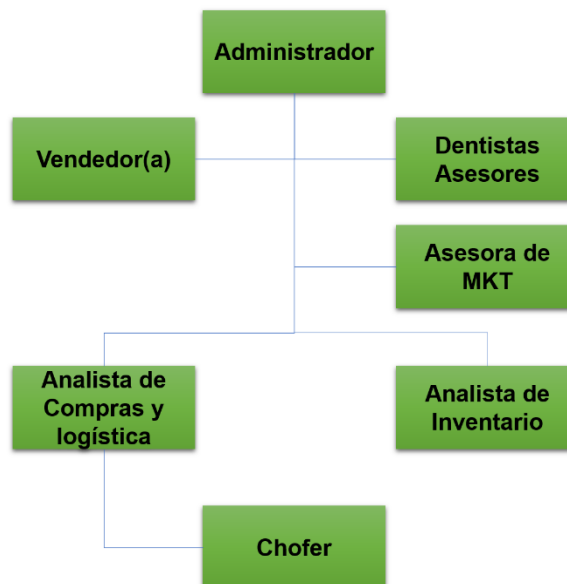 Administrador
Vendedor(a)
Dentistas
Asesores
Asesora de
MKT
Analista de
Compras y
logística
Analista de
Inventario
Chofer